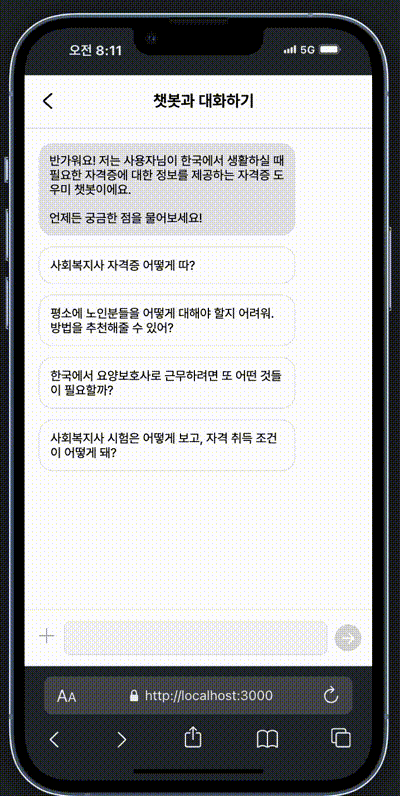 오전 8:11
5G
챗봇과 대화하기
반가워요! 저는 사용자님이 한국에서 생활하실 때
필요한 자격증에 대한 정보를 제공하는 자격증 도
우미 챗봇이에요.
언제든 궁금한 점을 물어보세요!
사회복지사 자격증 어떻게 따?
평소에 노인분들을 어떻게 대해야 할지 어려워.
방법을 추천해줄 수 있어?
한국에서 요양보호사로 근무하려면 또 어떤 것들
이 필요할까?
사회복지사 시험은 어떻게 보고, 자격 취득 조건
이 어떻게 돼?
AA
http://localhost:3000